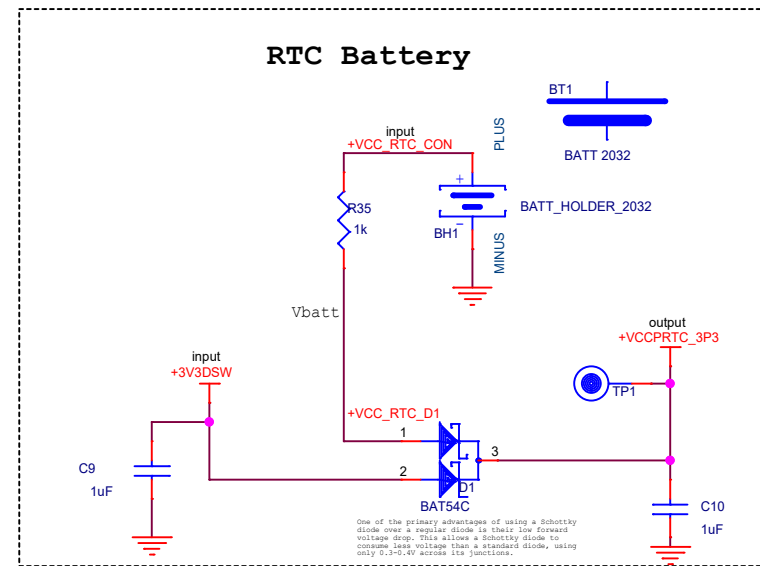 RTC Battery
BT1
BATT 2032
input
+VCC_RTC_CON
PLUS
R35
1k
+
BATT_HOLDER_2032
-
BH1
MINUS
Vbatt
output
+VCCPRTC_3P3
input
+3V3DSW
TP1
+VCC_RTC_D1
1
3
2
D1
BAT54C
C9
1uF
C10
1uF
One of the primary advantages of using a Schottky
diode over a regular diode is their low forward
voltage drop. This allows a Schottky diode to
consume less voltage than a standard diode, using
only 0.3-0.4V across its junctions.